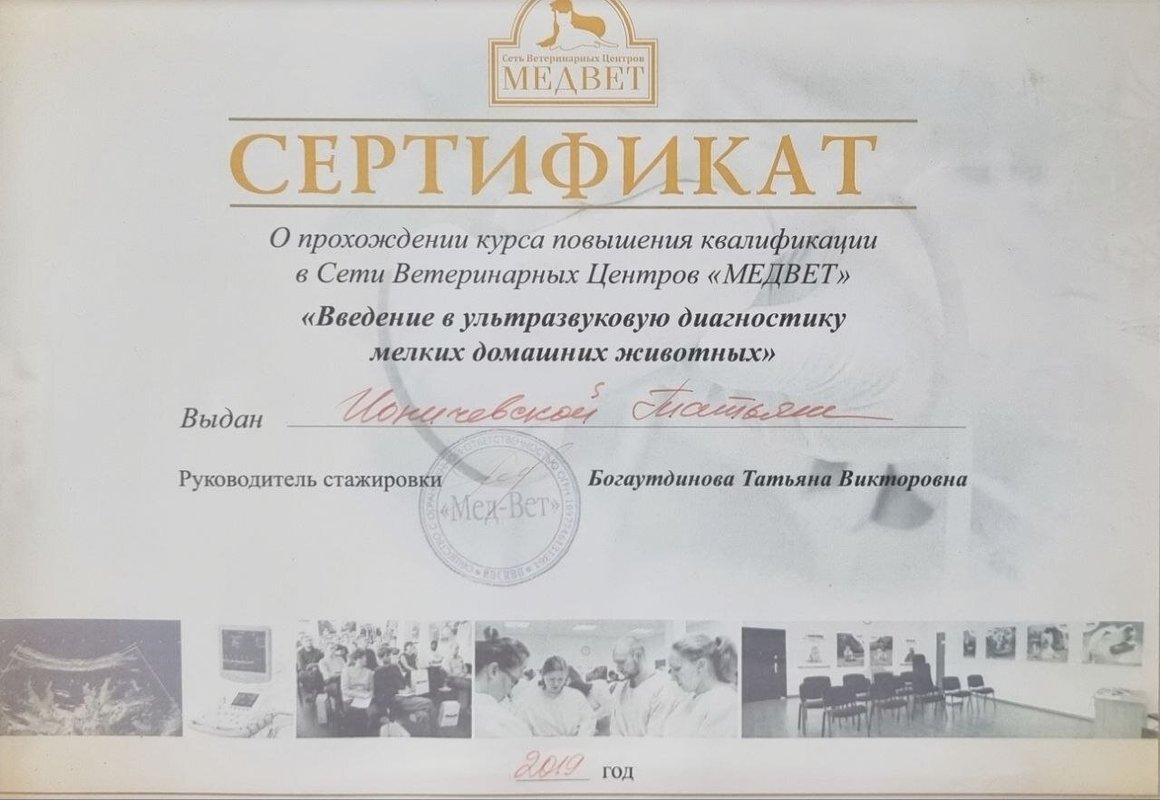 Сеть Ветеринарных Центров
МЕДВЕТ
СЕРТИФИКАТ
О прохождении курса повышения квалификации
в Сети Ветеринарных Центров «МЕДВЕТ»
«Введение в ультразвуковую диагностику
мелких домашних животных»
Выдан Ионичевской Татьяне
Руководитель стажировки Богаутдинова Татьяна Викторовна
«Мед-Вет»
2019 год